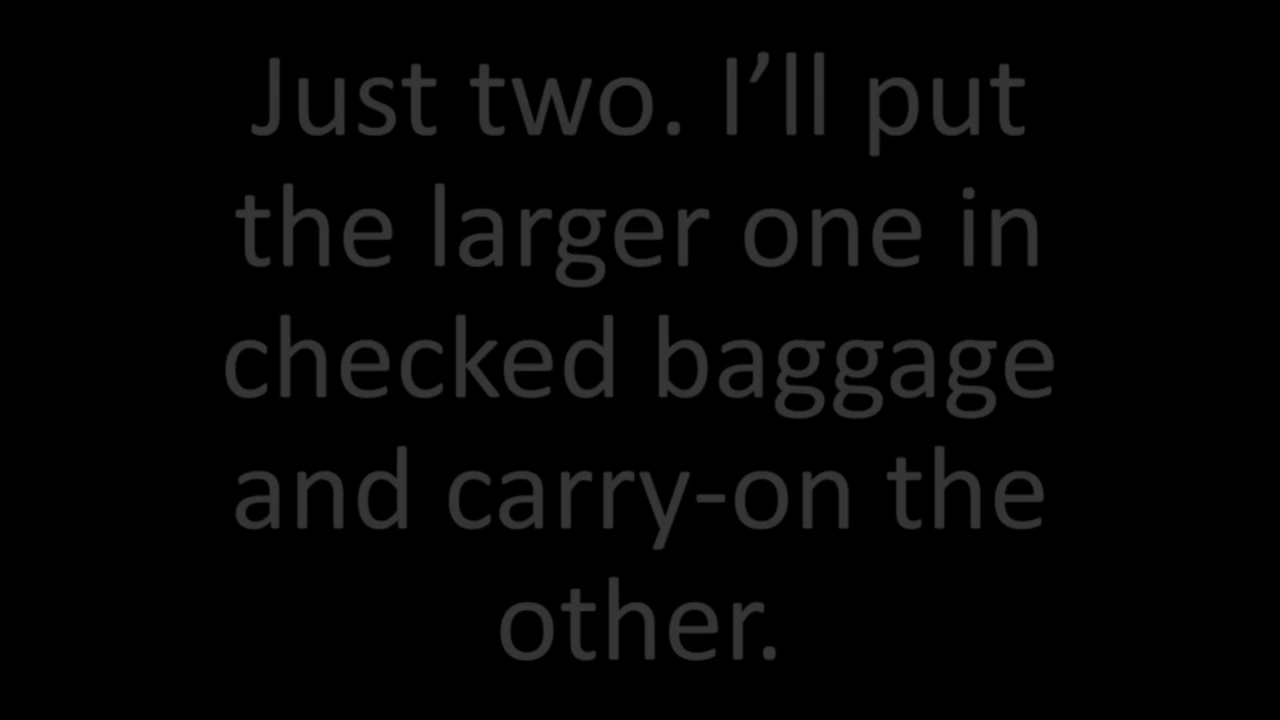 Just two. I’ll put
the larger one in
checked baggage
and carry-on the
other.